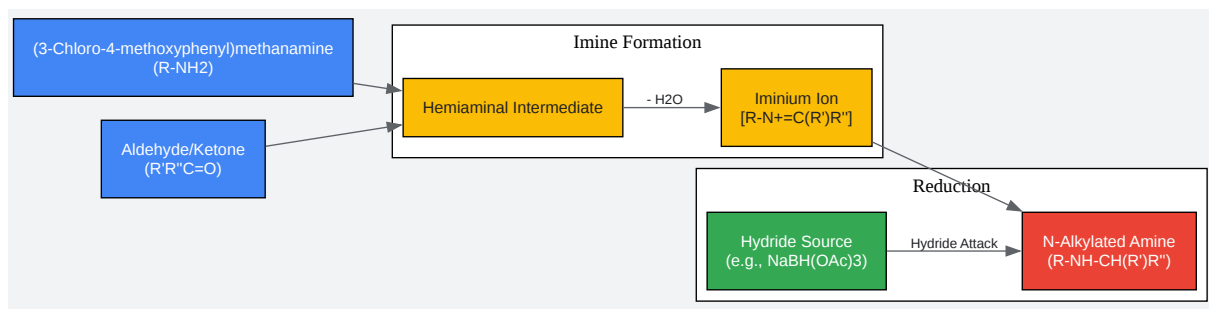 (3-Chloro-4-methoxyphenyl)methanamine
(R-NH2)
Aldehyde/Ketone
(R'R"C=O)
Imine Formation
Hemiaminal Intermediate
- H2O
Iminium Ion
[R-N+=C(R')R"]
Reduction
Hydride Source
(e.g., NaBH(OAc)3)
Hydride Attack
N-Alkylated Amine
(R-NH-CH(R')R")